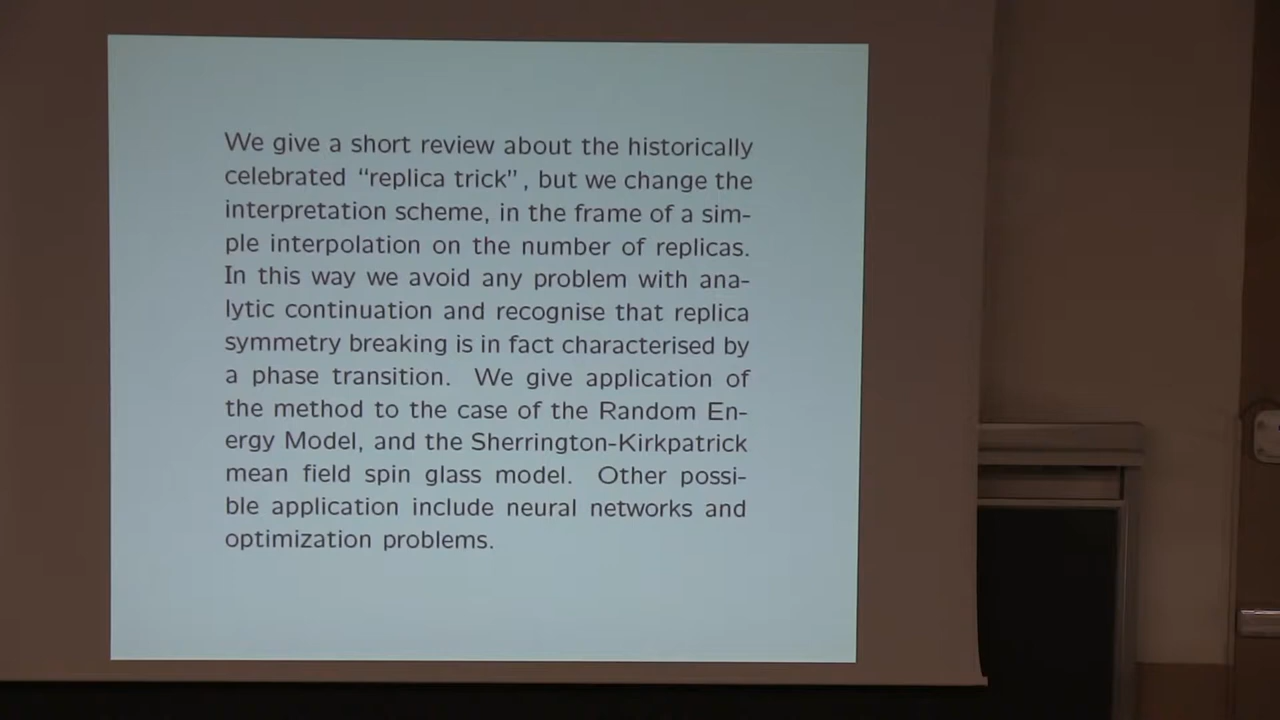 We give a short review about the historically
celebrated “replica trick”, but we change the
interpretation scheme, in the frame of a sim-
ple interpolation on the number of replicas.
In this way we avoid any problem with ana-
lytic continuation and recognise that replica
symmetry breaking is in fact characterised by
a phase transition. We give application of
the method to the case of the Random En-
ergy Model, and the Sherrington-Kirkpatrick
mean field spin glass model. Other possi-
ble application include neural networks and
optimization problems.